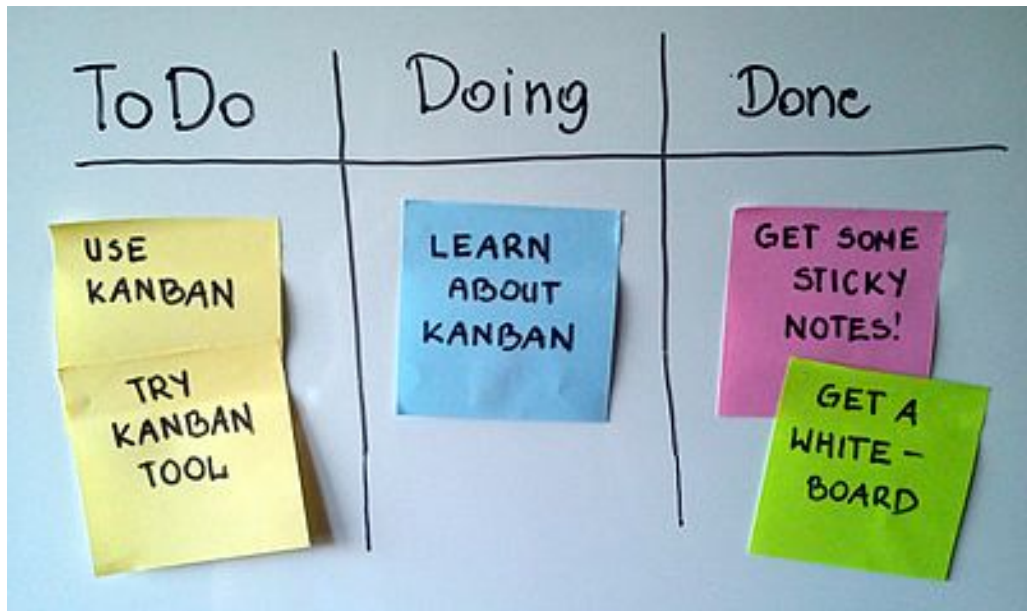 To Do
Doing
Done
USE
KANBAN
TRY
KANBAN
TOOL
LEARN
ABOUT
KANBAN
GET SOME
STICKY
NOTES!
GET A
WHITE-
BOARD